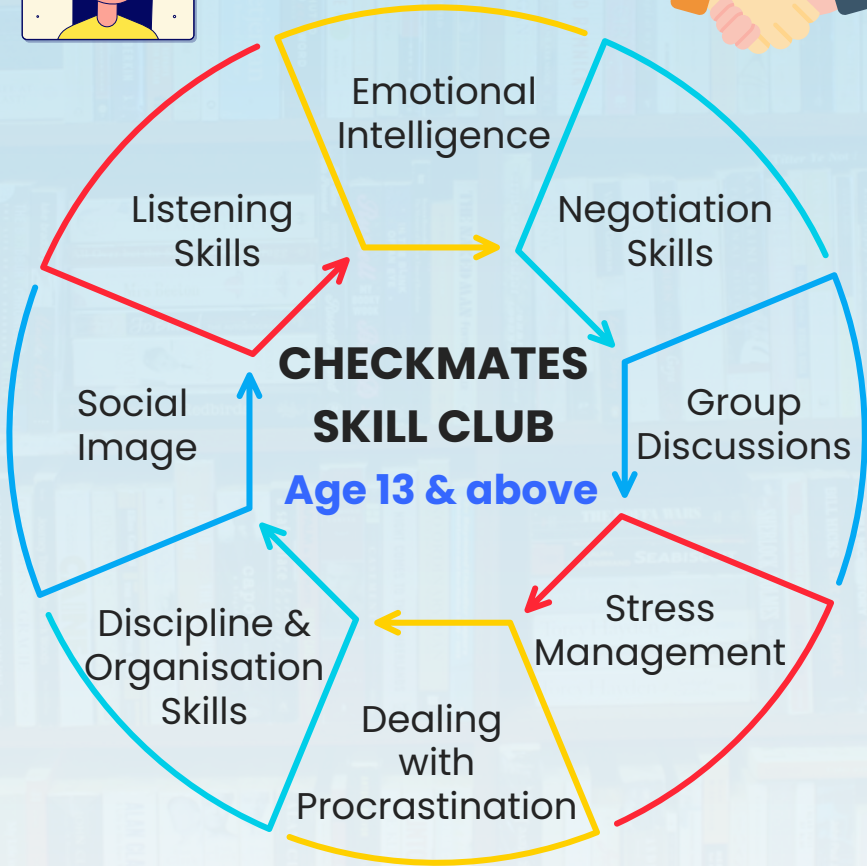 Emotional
Intelligence
Negotiation
Skills
Group
Discussions
Stress
Management
Dealing
with
Procrastination
Discipline &
Organisation
Skills
Social
Image
Listening
Skills
CHECKMATES
SKILL CLUB
Age 13 & above